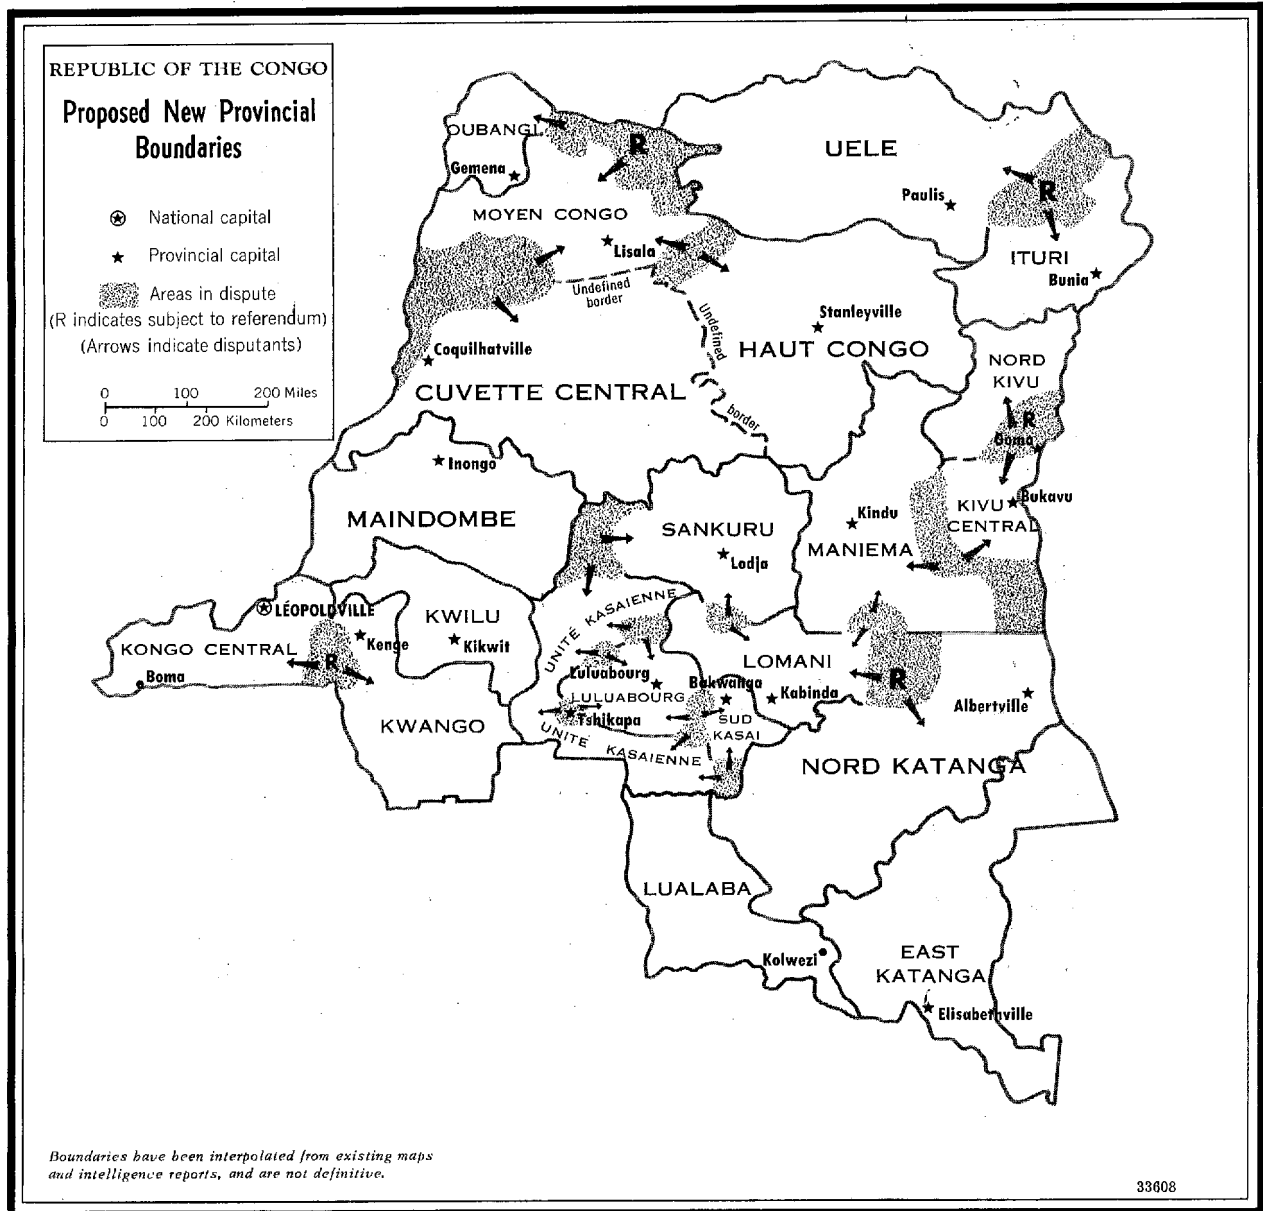 REPUBLIC OF THE CONGO
Proposed New Provincial
Boundaries
National capital
Provincial capital
Areas in dispute
(R indicates subject to referendum)
(Arrows indicate disputants)
0 100 200 Miles
0 100 200 Kilometers
OUBANGI
R
Gemena
MOYEN CONGO
Lisala
Undefined
border
UELE
Paulis
R
ITURI
Bunia
Undefined
border
Stanleyville
HAUT CONGO
Coquilhatville
CUVETTE CENTRAL
NORD
KIVU
R
Goma
Inongo
MAINDOMBE
SANKURU
Lodja
Kindu
MANIEMA
KIVU
CENTRAL
Bukavu
LÉOPOLDVILLE
KONGO CENTRAL
Boma
R
Kenge
KWILU
Kikwit
KWANGO
UNITÉ KASAIENNE
Luluabourg
LULUABOURG
Tshikapa
UNITÉ KASAIENNE
Bakwanga
SUD
KASAI
LOMANI
Kabinda
R
Albertville
NORD KATANGA
LUALABA
Kolwezi
EAST
KATANGA
Elisabethville
Boundaries have been interpolated from existing maps
and intelligence reports, and are not definitive.
33608